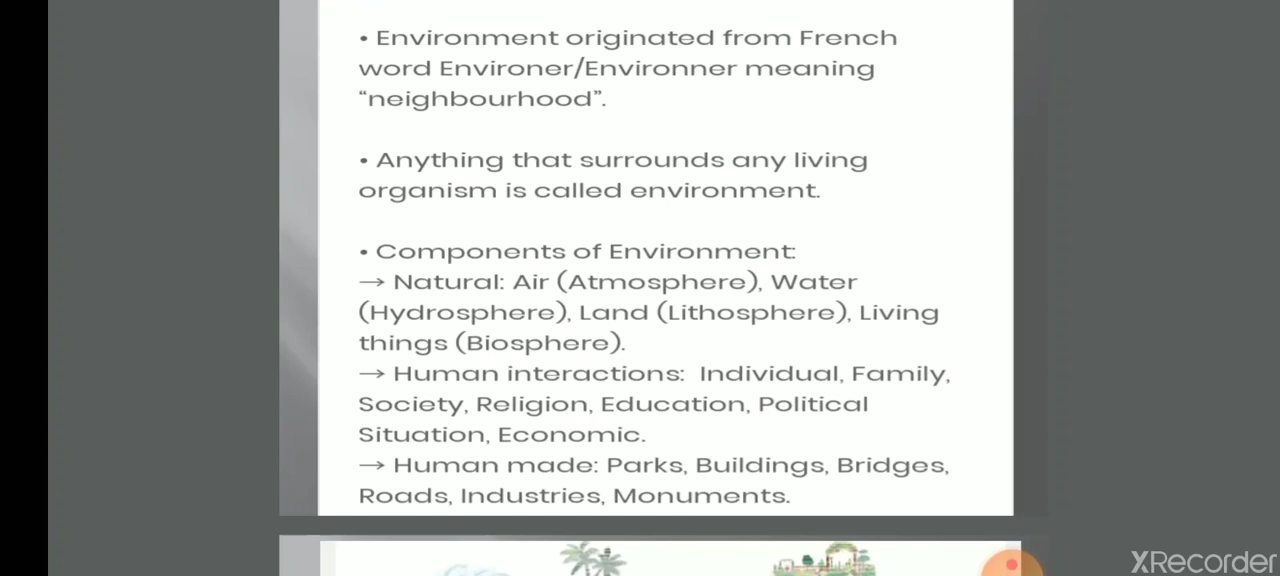 • Environment originated from French
word Environer/Environner meaning
“neighbourhood”.
• Anything that surrounds any living
organism is called environment.
• Components of Environment:
→ Natural: Air (Atmosphere), Water
(Hydrosphere), Land (Lithosphere), Living
things (Biosphere).
→ Human interactions:  Individual, Family,
Society, Religion, Education, Political
Situation, Economic.
→ Human made: Parks, Buildings, Bridges,
Roads, Industries, Monuments.
XRecorder